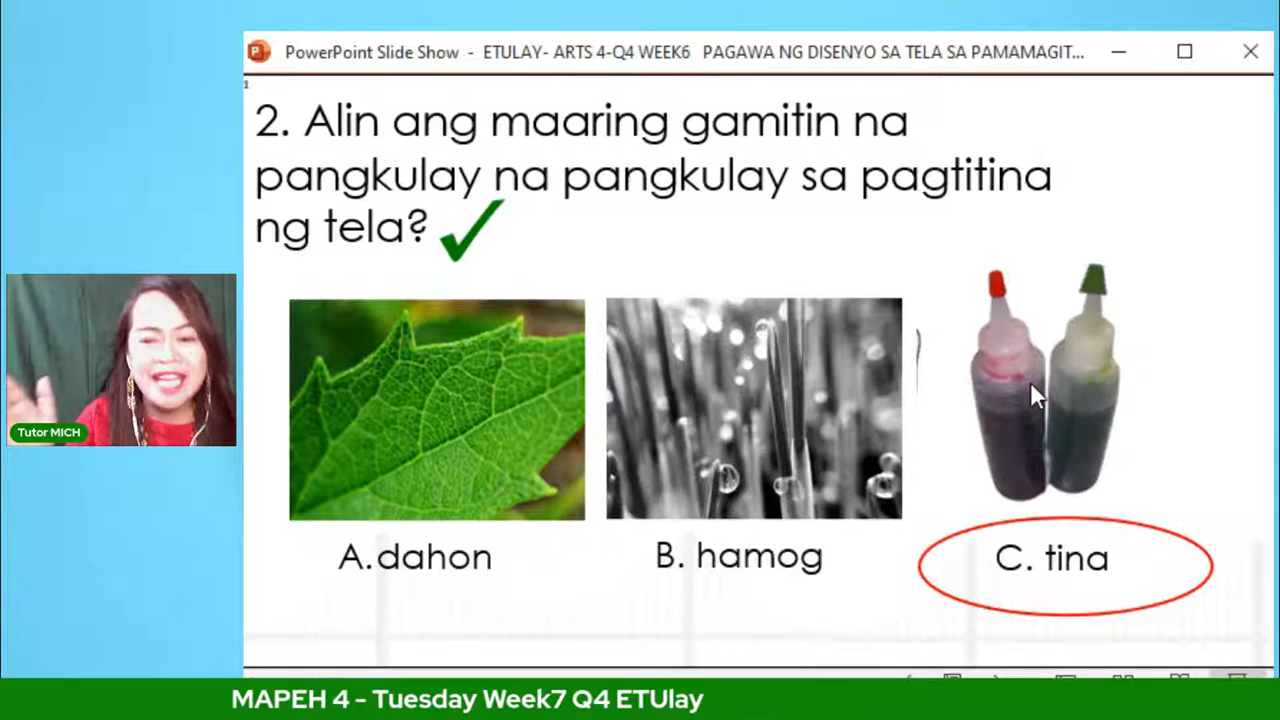 PowerPoint Slide Show - ETULAY- ARTS 4-Q4 WEEK6 PAGAWA NG DISENYO SA TELA SA PAMAMAGIT...
1
2. Alin ang maaring gamitin na
pangkulay na pangkulay sa pagtitina
ng tela?
Tutor MICH
A.dahon
B. hamog
C. tina
MAPEH 4 - Tuesday Week7 Q4 ETUlay